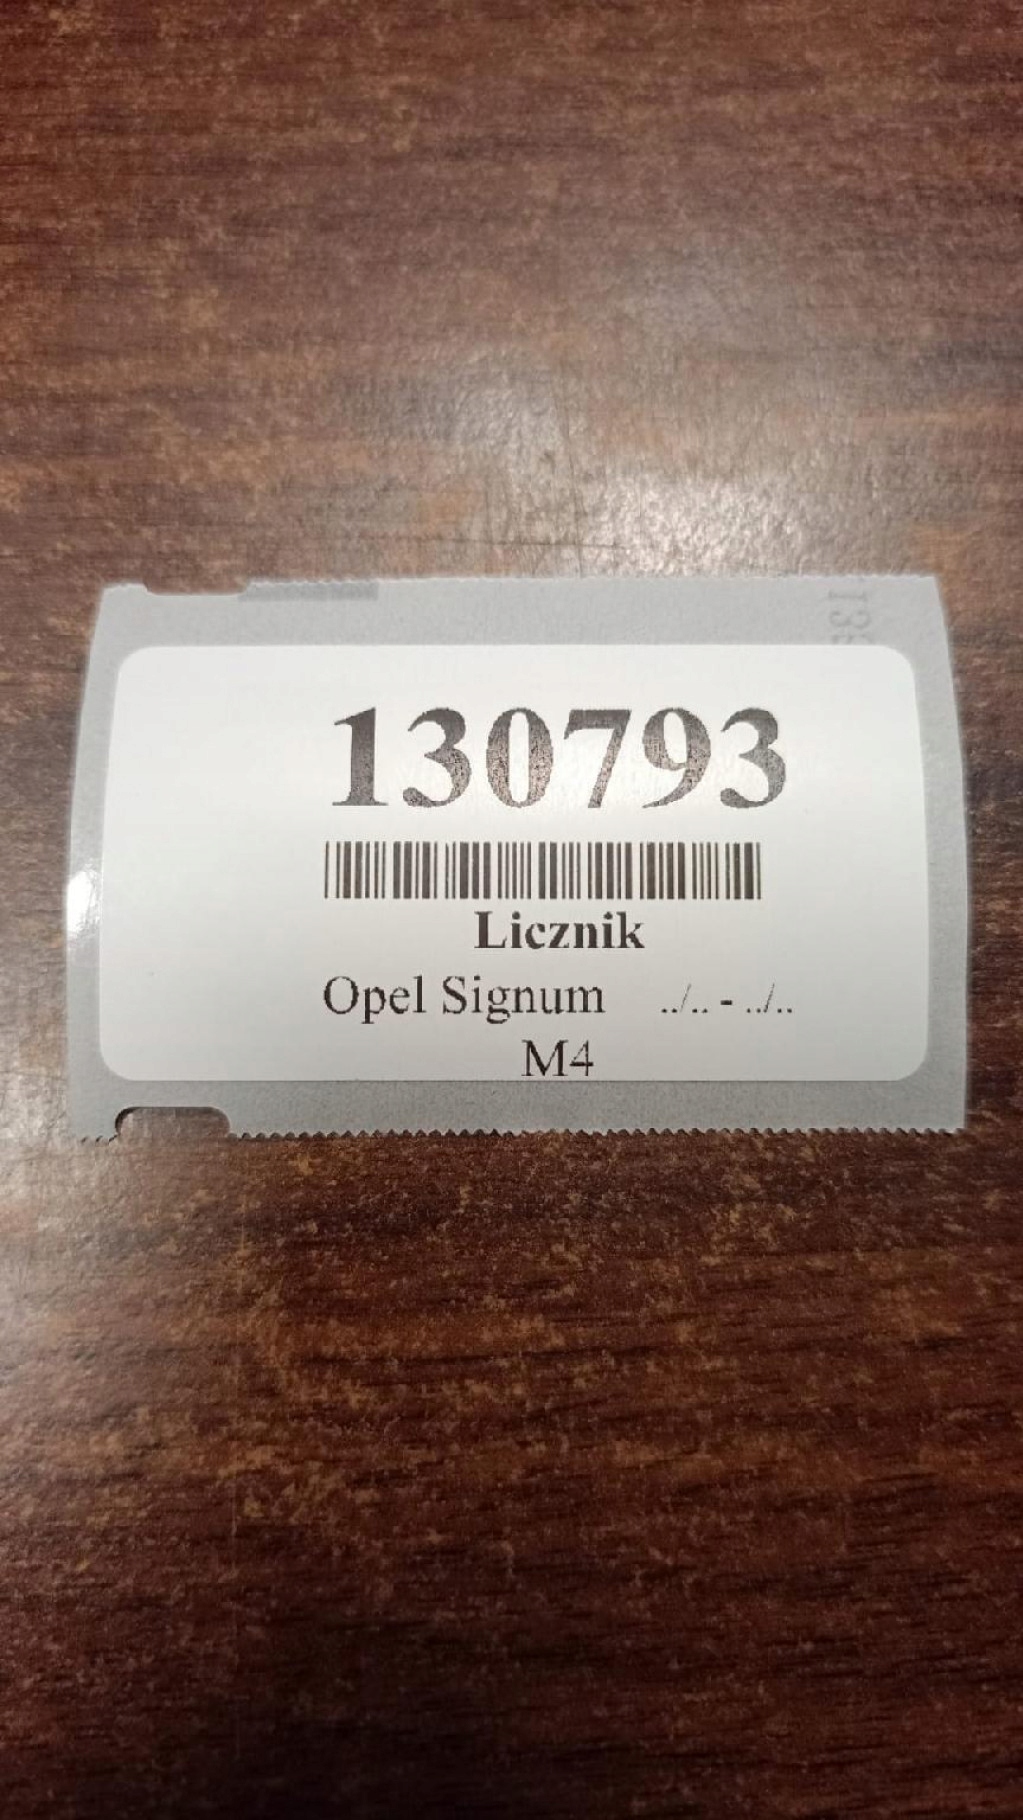 130793
Licznik
Opel Signum ../.. - ../..
M4